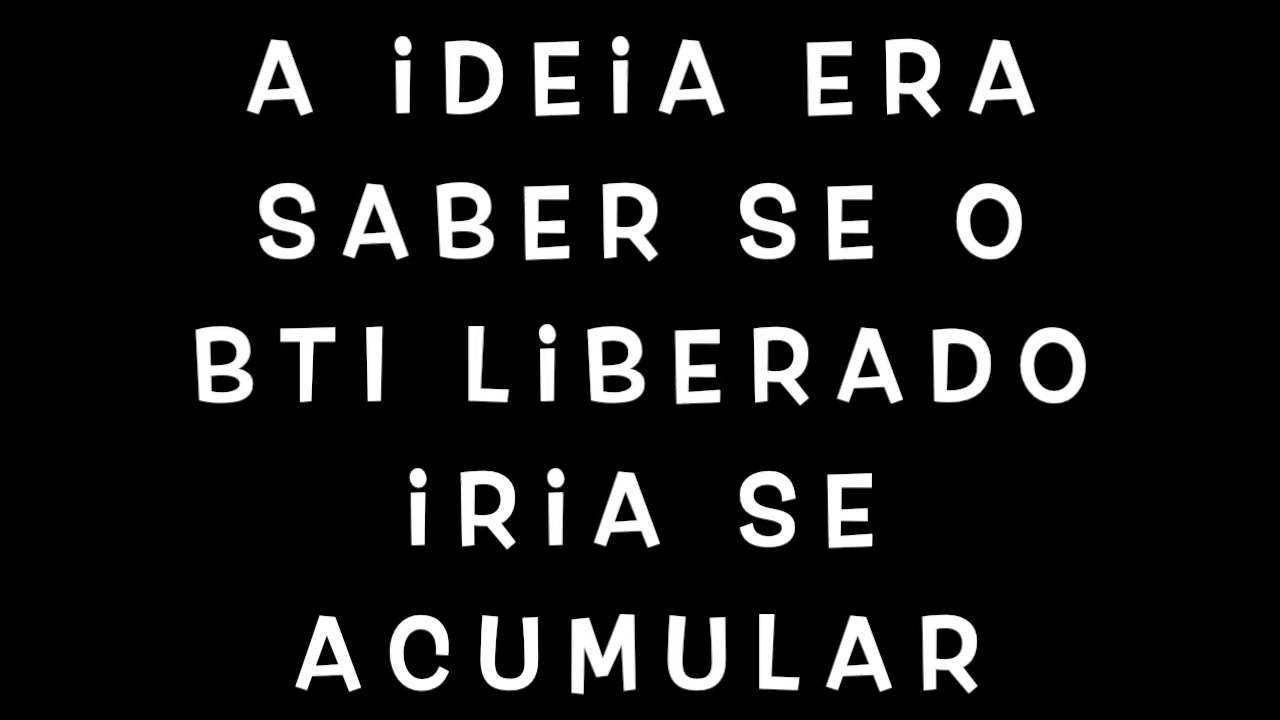 A iDEiA ERA
SABER SE O
BTI LiBERADO
iRiA SE
ACUMULAR